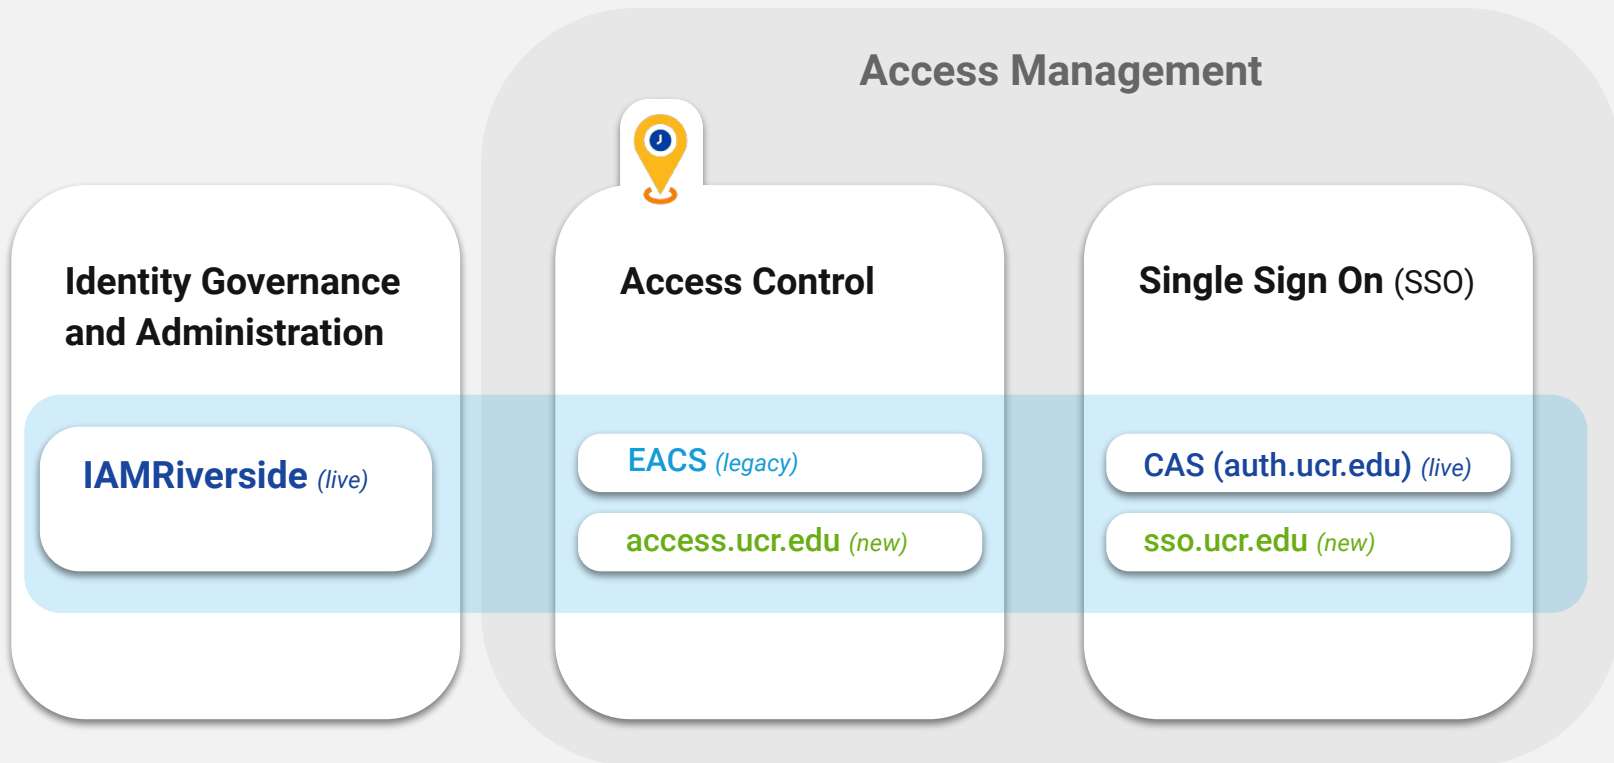 Access Management
Identity Governance
and Administration
IAMRiverside (live)
Access Control
EACS (legacy)
access.ucr.edu (new)
Single Sign On (SSO)
CAS (auth.ucr.edu) (live)
sso.ucr.edu (new)